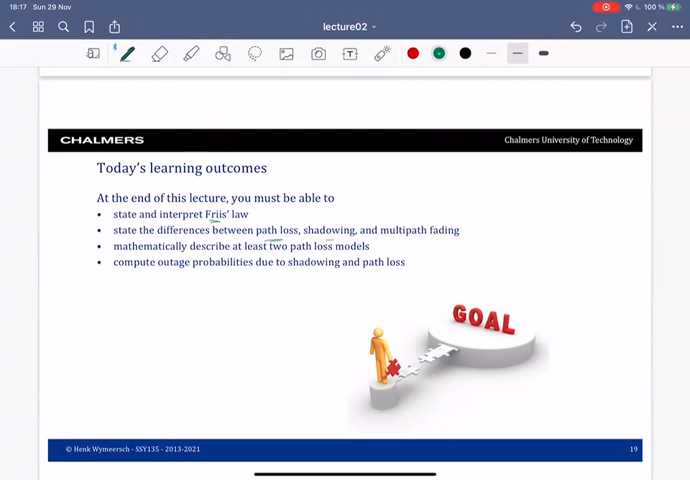 18:17 Sun 29 Nov
100 %
lecture02
CHALMERS
Chalmers University of Technology
Today's learning outcomes
At the end of this lecture, you must be able to
• state and interpret Friis' law
• state the differences between path loss, shadowing, and multipath fading
• mathematically describe at least two path loss models
• compute outage probabilities due to shadowing and path loss
GOAL
© Henk Wymeersch - SSY135 - 2013-2021
19